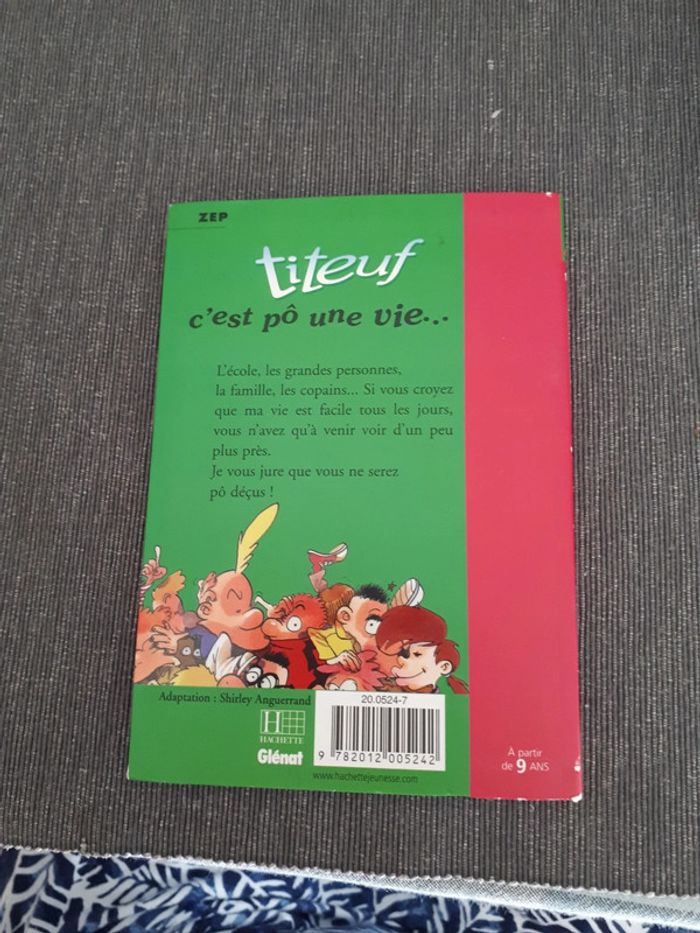 ZEP
titeuf
c'est pô une vie...
L'école, les grandes personnes,
la famille, les copains... Si vous croyez
que ma vie est facile tous les jours,
vous n'avez qu'à venir voir d'un peu
plus près.
Je vous jure que vous ne serez
pô déçus !
Adaptation : Shirley Anguerrand
H
HACHETTE
Glénat
20.0524-7
9 782012 005242
www.hachettejeunesse.com
À partir
de 9 ANS